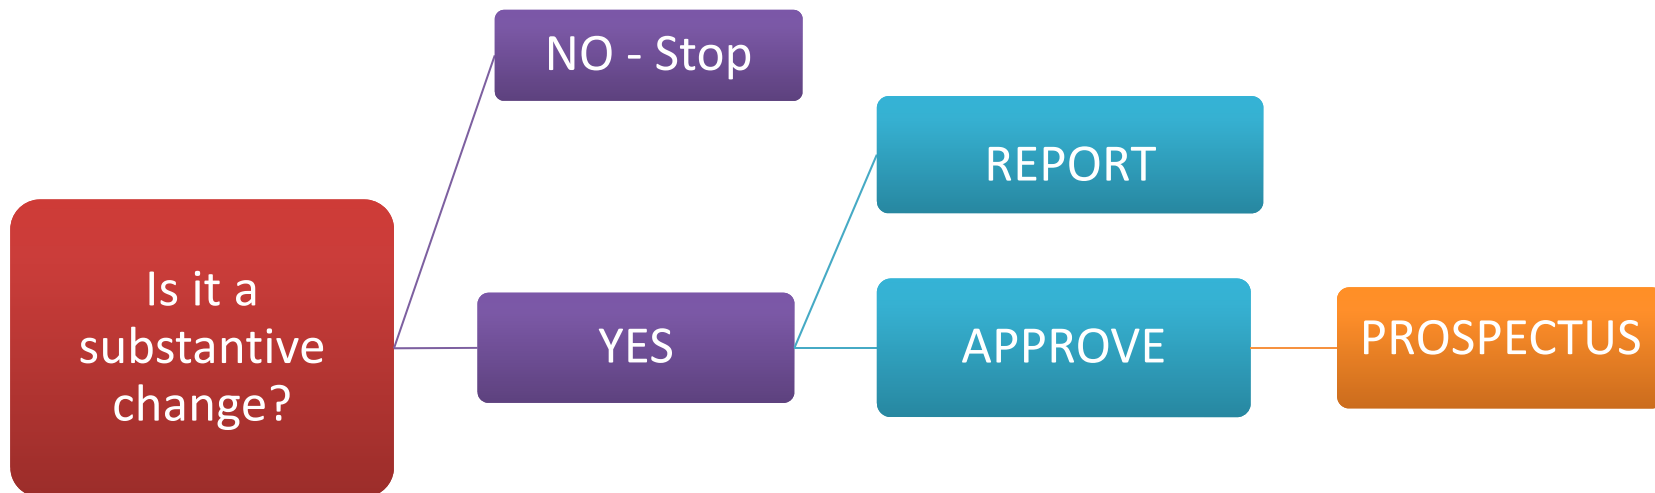 NO - Stop
REPORT
Is it a
substantive
change?
YES
APPROVE
PROSPECTUS